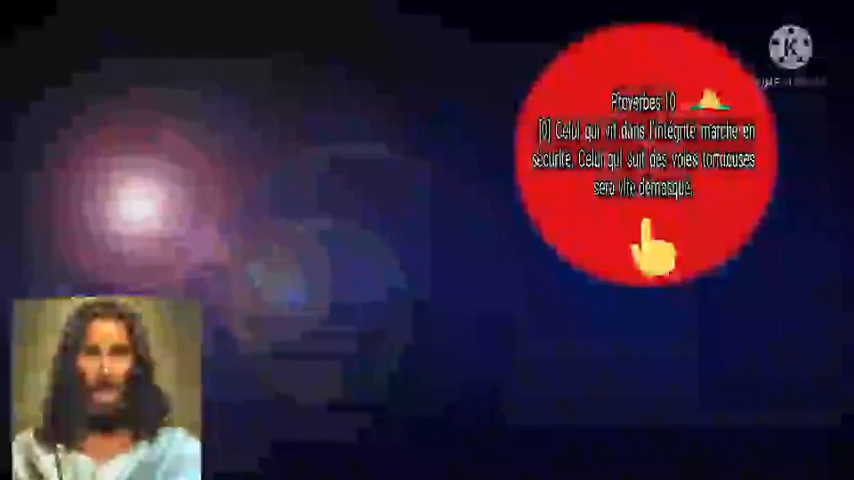 Proverbes 10
[9] Celui qui vit dans l'intégrité marche en
sécurité. Celui qui suit des voies tortueuses
sera vite démasqué.
K